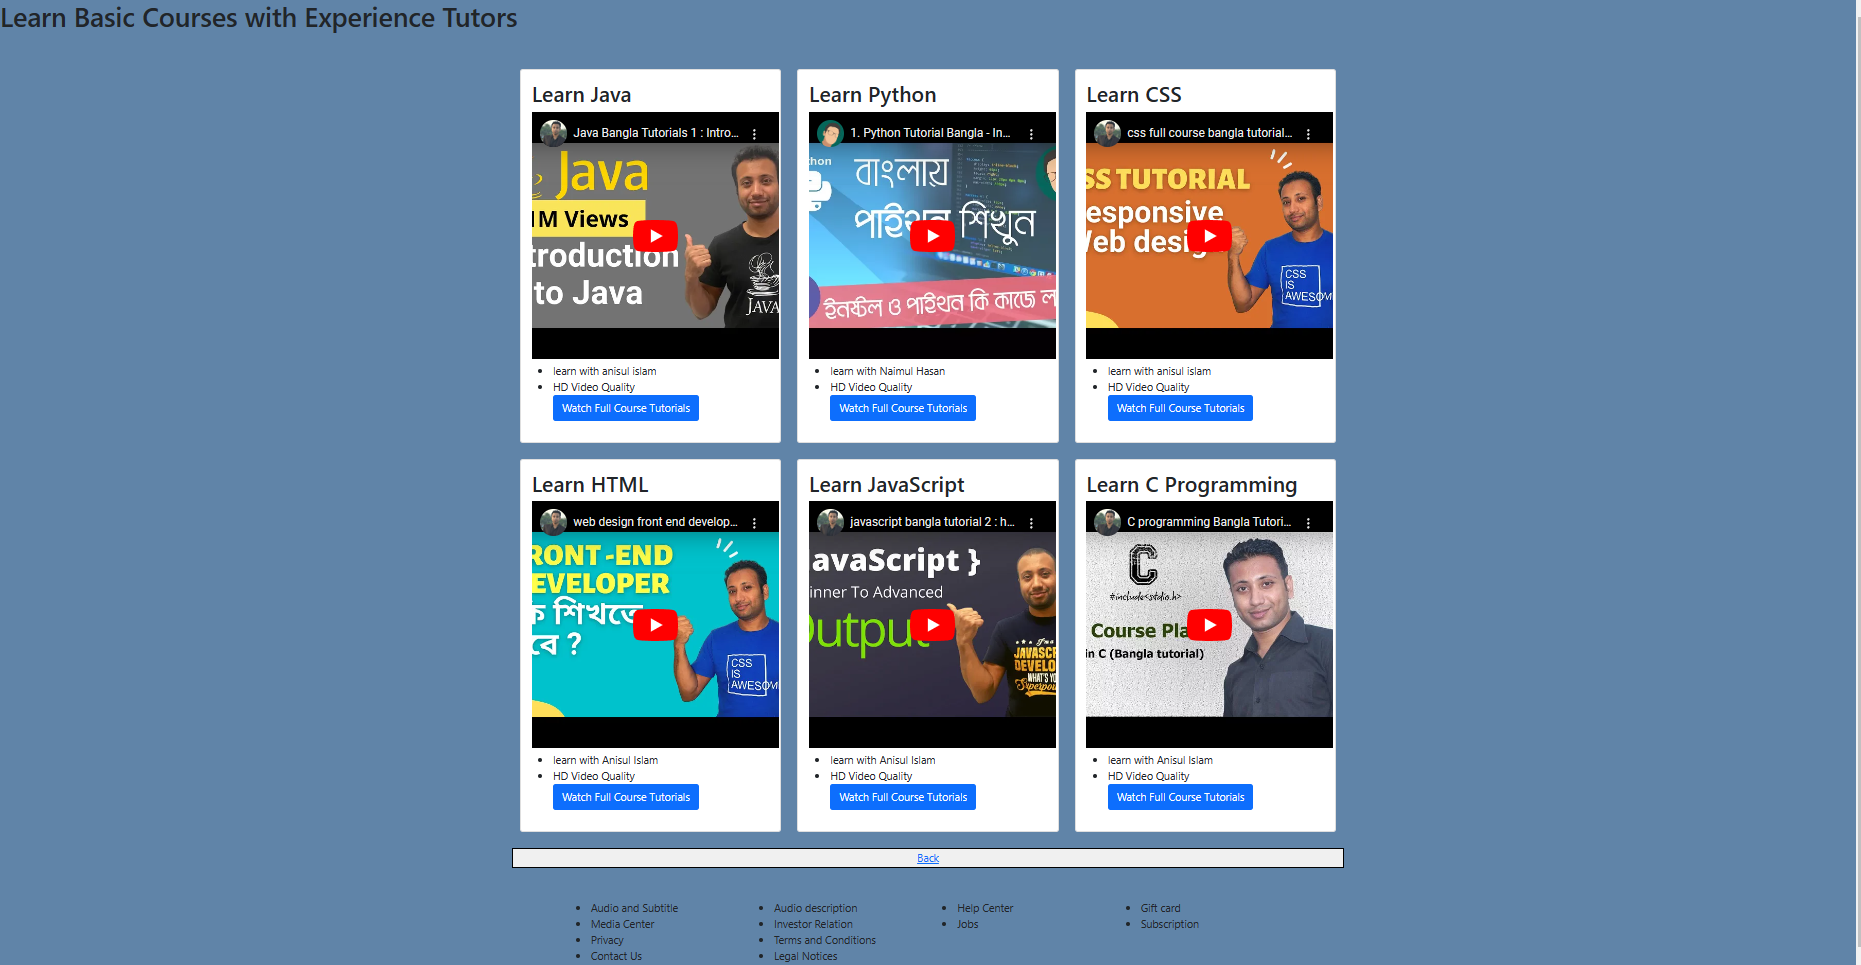 Learn Basic Courses with Experience Tutors
Learn Java
Java Bangla Tutorials 1 : Intro...
Java
1M Views
troduction
to Java
JAVA
learn with anisul islam
HD Video Quality
Watch Full Course Tutorials
Learn Python
1. Python Tutorial Bangla - In...
hon
বাংলায়
পাইথন শিখুন
ইনস্টল ও পাইথন কি কাজে ল
learn with Naimul Hasan
HD Video Quality
Watch Full Course Tutorials
Learn CSS
css full course bangla tutorial...
SS TUTORIAL
esponsive
Web desig
CSS
IS
AWESOM
learn with anisul islam
HD Video Quality
Watch Full Course Tutorials
Learn HTML
web design front end develop...
RONT -END
EVELOPER
কি শিখতে
বে ?
CSS
IS
AWESOM
learn with Anisul Islam
HD Video Quality
Watch Full Course Tutorials
Learn JavaScript
javascript bangla tutorial 2 : h...
avaScript }
inner To Advanced
Output
I'm a
JAVASCR
DEVELO
WHAT'S YO
Superpow
learn with Anisul Islam
HD Video Quality
Watch Full Course Tutorials
Learn C Programming
C programming Bangla Tutori...
C
#include<stdio.h>
Course Pla
in C (Bangla tutorial)
learn with Anisul Islam
HD Video Quality
Watch Full Course Tutorials
Back
Audio and Subtitle
Media Center
Privacy
Contact Us
Audio description
Investor Relation
Terms and Conditions
Legal Notices
Help Center
Jobs
Gift card
Subscription